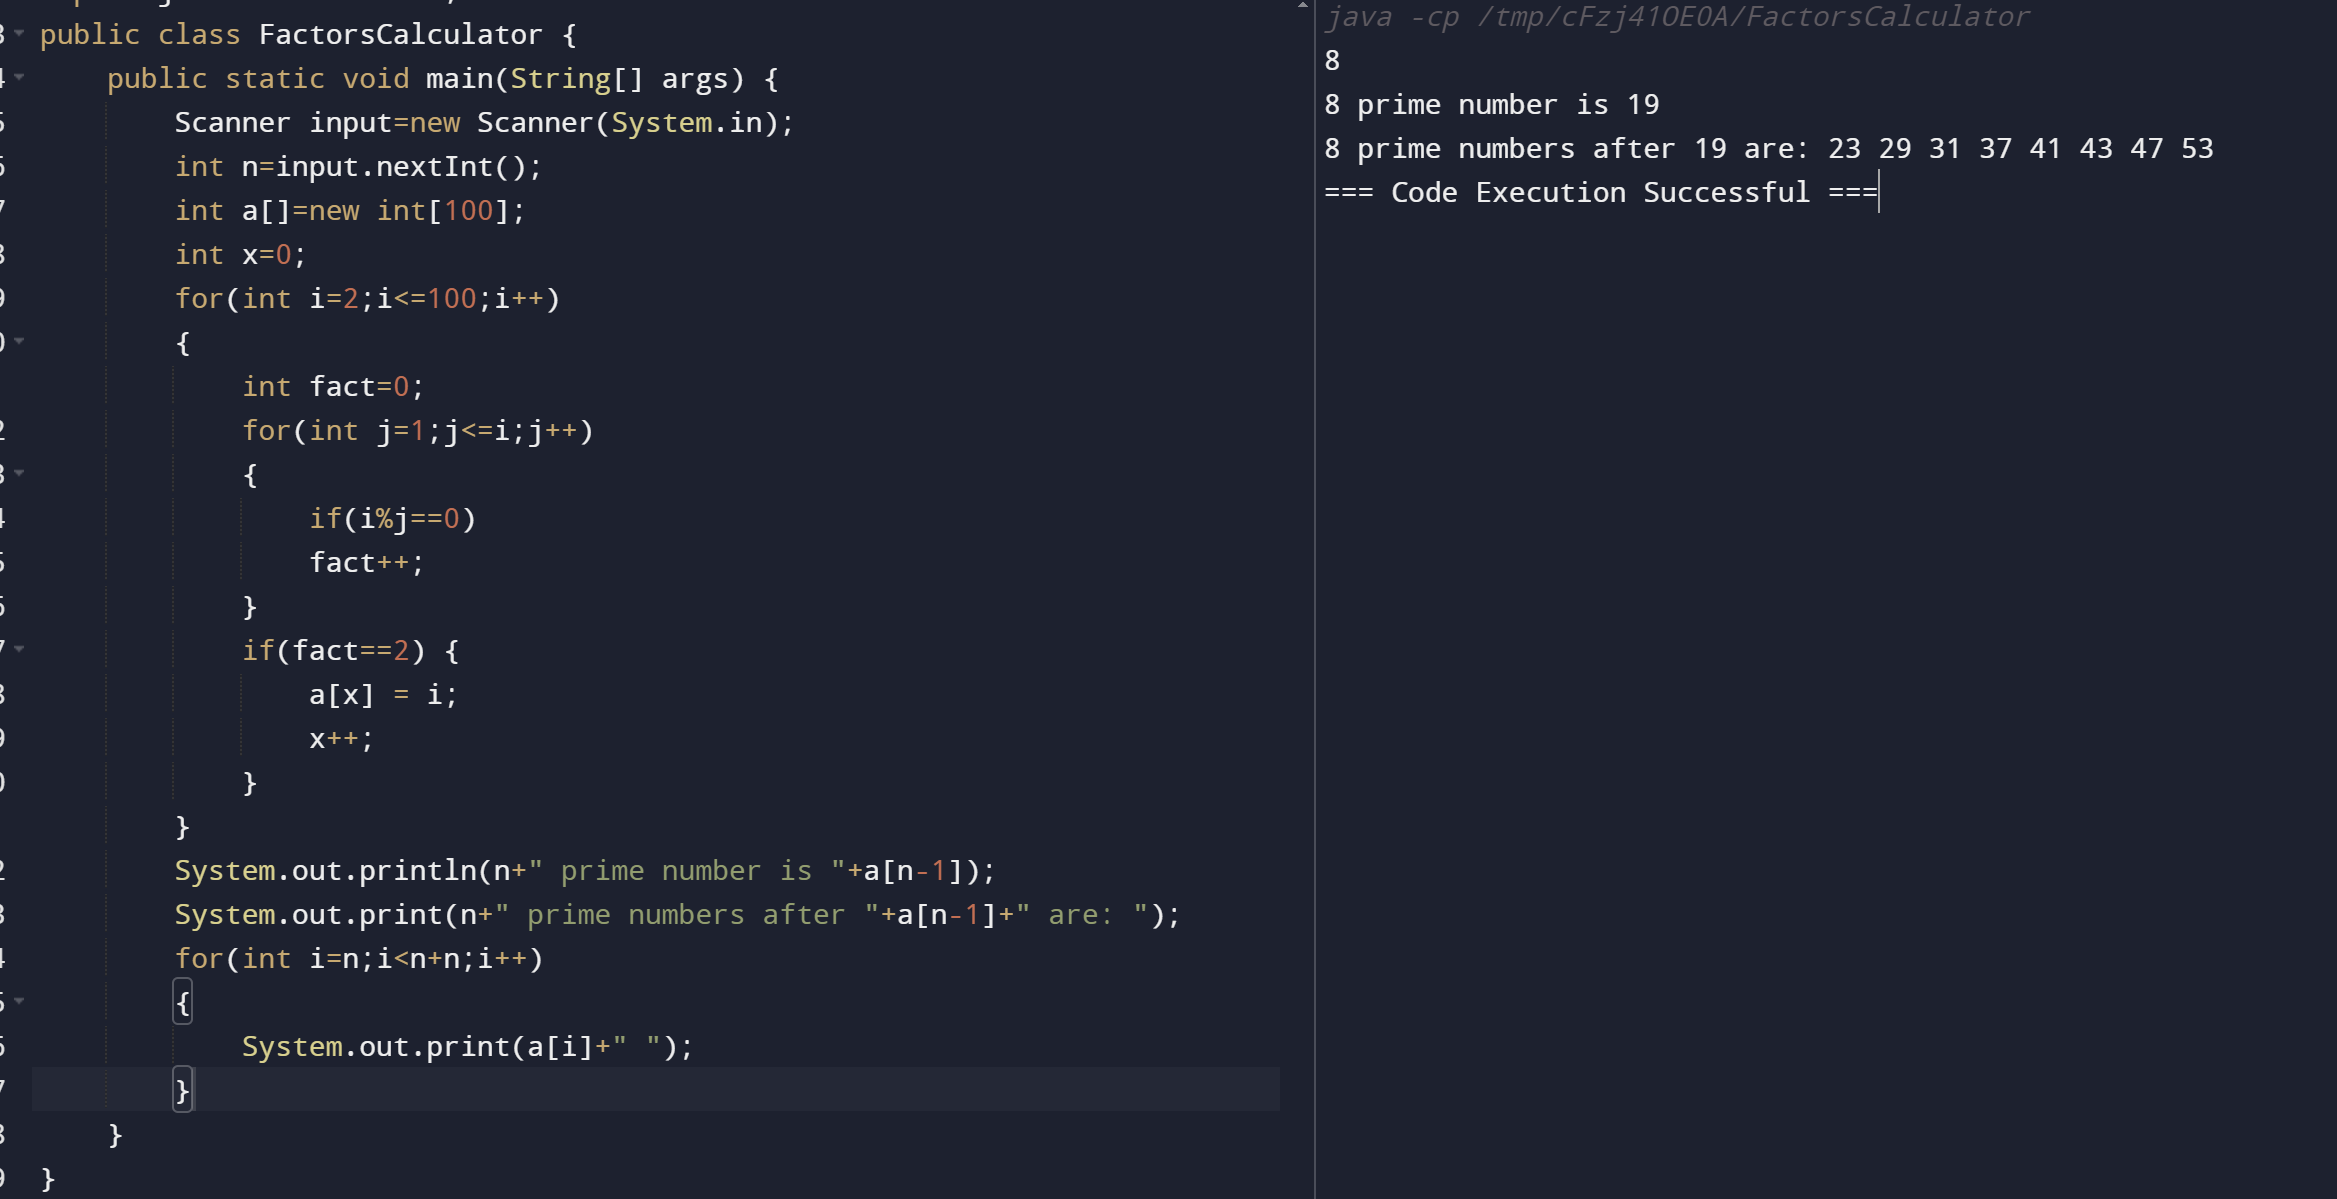 public class FactorsCalculator {
public static void main(String[] args) {
Scanner input=new Scanner(System.in);
int n=input.nextInt();
int a[]=new int[100];
int x=0;
for(int i=2;i<=100;i++)
{
int fact=0;
for(int j=1;j<=i;j++)
{
if(i%j==0)
fact++;
}
if(fact==2) {
a[x] = i;
x++;
}
}
System.out.println(n+" prime number is "+a[n-1]);
System.out.print(n+" prime numbers after "+a[n-1]+" are: ");
for(int i=n;i<n+n;i++)
{
System.out.print(a[i]+" ");
}
}
}
java -cp /tmp/cFzj41OE0A/FactorsCalculator
8
8 prime number is 19
8 prime numbers after 19 are: 23 29 31 37 41 43 47 53
=== Code Execution Successful ===